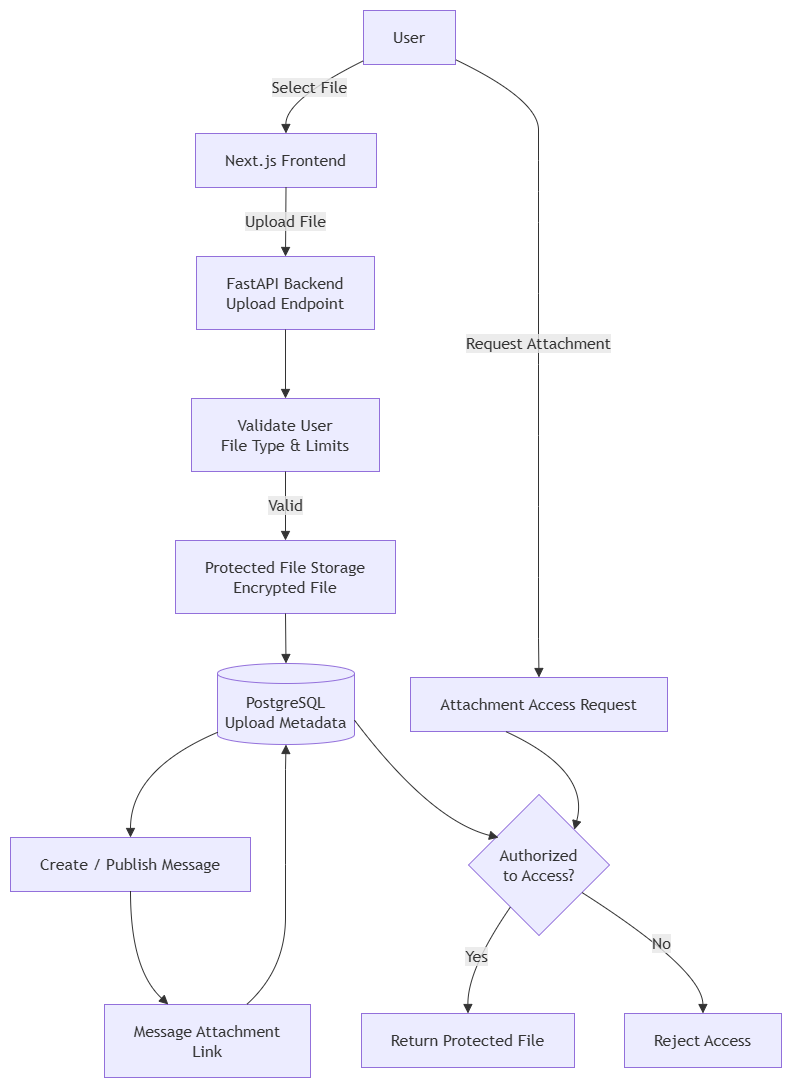 User
Select File
Next.js Frontend
Upload File
FastAPI Backend
Upload Endpoint
Request Attachment
Validate User
File Type & Limits
Valid
Protected File Storage
Encrypted File
PostgreSQL
Upload Metadata
Attachment Access Request
Create / Publish Message
Authorized
to Access?
Yes
No
Message Attachment
Link
Return Protected File
Reject Access